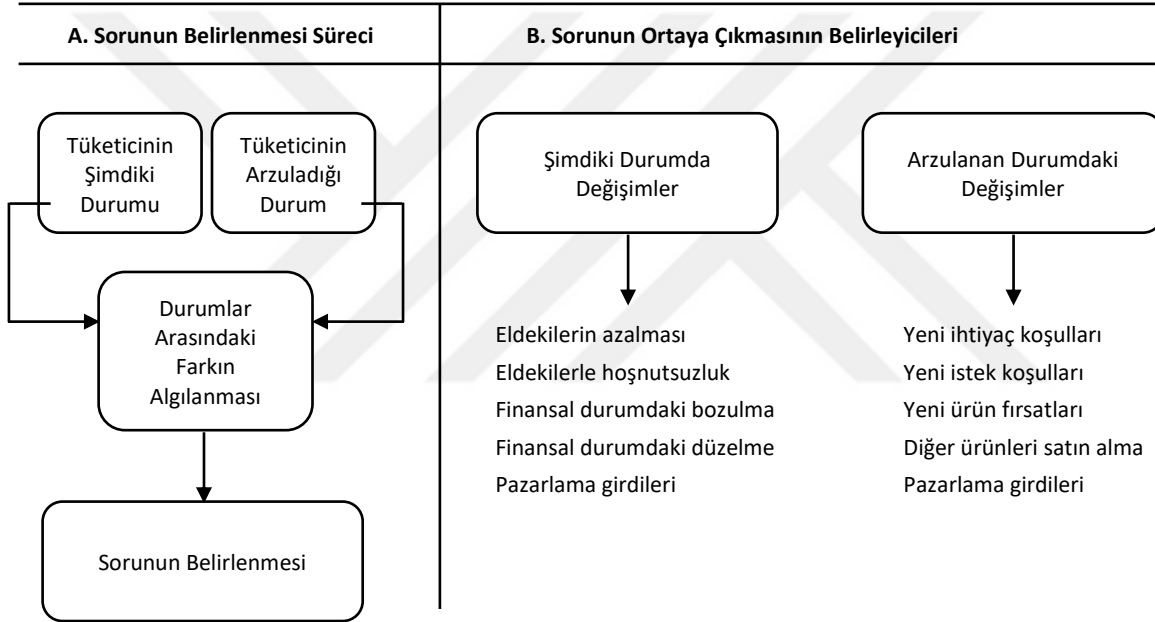 A. Sorunun Belirlenmesi Süreci
B. Sorunun Ortaya Çıkmasının Belirleyicileri
Tüketicinin
Şimdiki
Durumu
Tüketicinin
Arzuladığı
Durum
Durumlar
Arasındaki
Farkın
Algılanması
Sorunun Belirlenmesi
Şimdiki Durumda
Değişimler
Eldekilerin azalması
Eldekilerle hoşnutsuzluk
Finansal durumdaki bozulma
Finansal durumdaki düzelme
Pazarlama girdileri
Arzulanan Durumdaki
Değişimler
Yeni ihtiyaç koşulları
Yeni istek koşulları
Yeni ürün fırsatları
Diğer ürünleri satın alma
Pazarlama girdileri